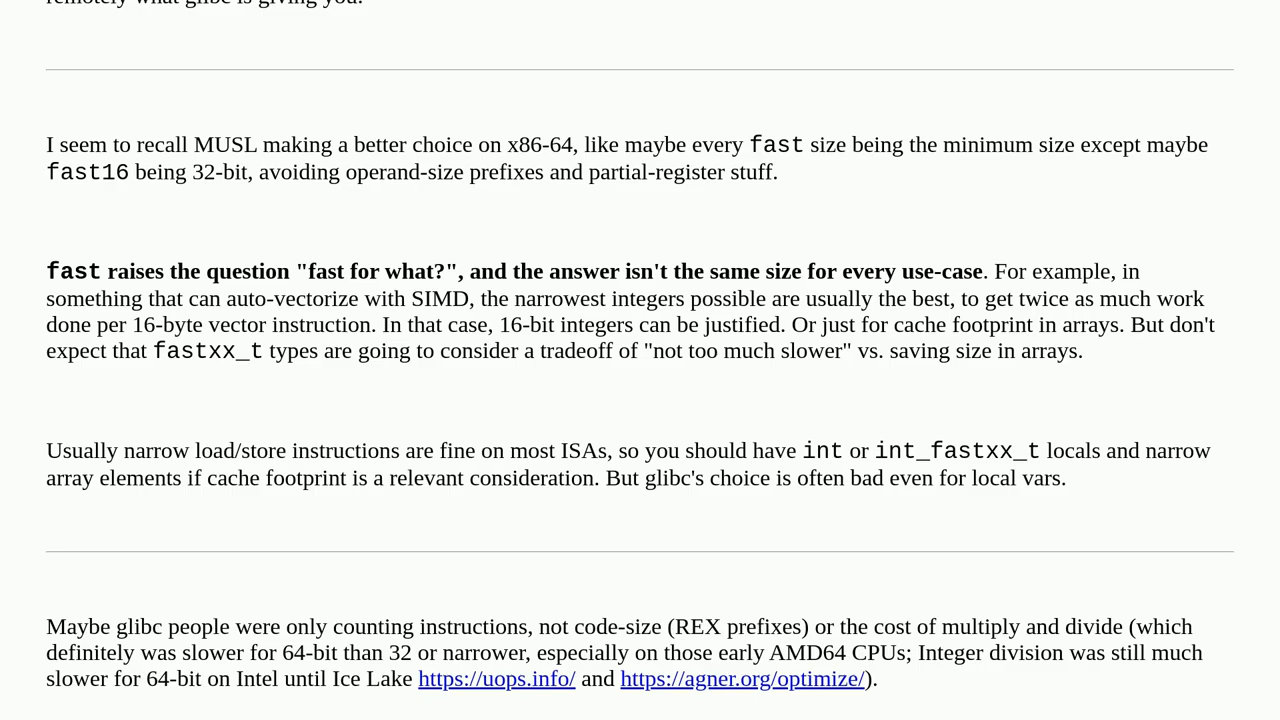 remotely what glibc is giving you.
I seem to recall MUSL making a better choice on x86-64, like maybe every fast size being the minimum size except maybe
fast16 being 32-bit, avoiding operand-size prefixes and partial-register stuff.
fast raises the question "fast for what?", and the answer isn't the same size for every use-case. For example, in
something that can auto-vectorize with SIMD, the narrowest integers possible are usually the best, to get twice as much work
done per 16-byte vector instruction. In that case, 16-bit integers can be justified. Or just for cache footprint in arrays. But don't
expect that fastxx_t types are going to consider a tradeoff of "not too much slower" vs. saving size in arrays.
Usually narrow load/store instructions are fine on most ISAs, so you should have int or int_fastxx_t locals and narrow
array elements if cache footprint is a relevant consideration. But glibc's choice is often bad even for local vars.
Maybe glibc people were only counting instructions, not code-size (REX prefixes) or the cost of multiply and divide (which
definitely was slower for 64-bit than 32 or narrower, especially on those early AMD64 CPUs; Integer division was still much
slower for 64-bit on Intel until Ice Lake https://uops.info/ and https://agner.org/optimize/).